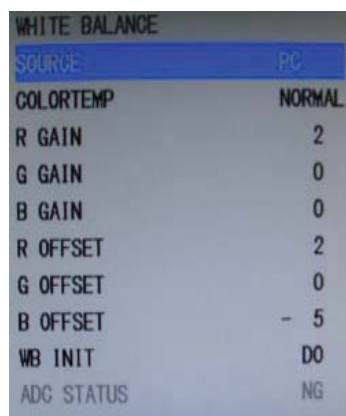 WHITE BALANCE
SOURCE PC
COLORTEMP NORMAL
R GAIN 2
G GAIN 0
B GAIN 0
R OFFSET 2
G OFFSET 0
B OFFSET - 5
WB INIT DO
ADC STATUS NG